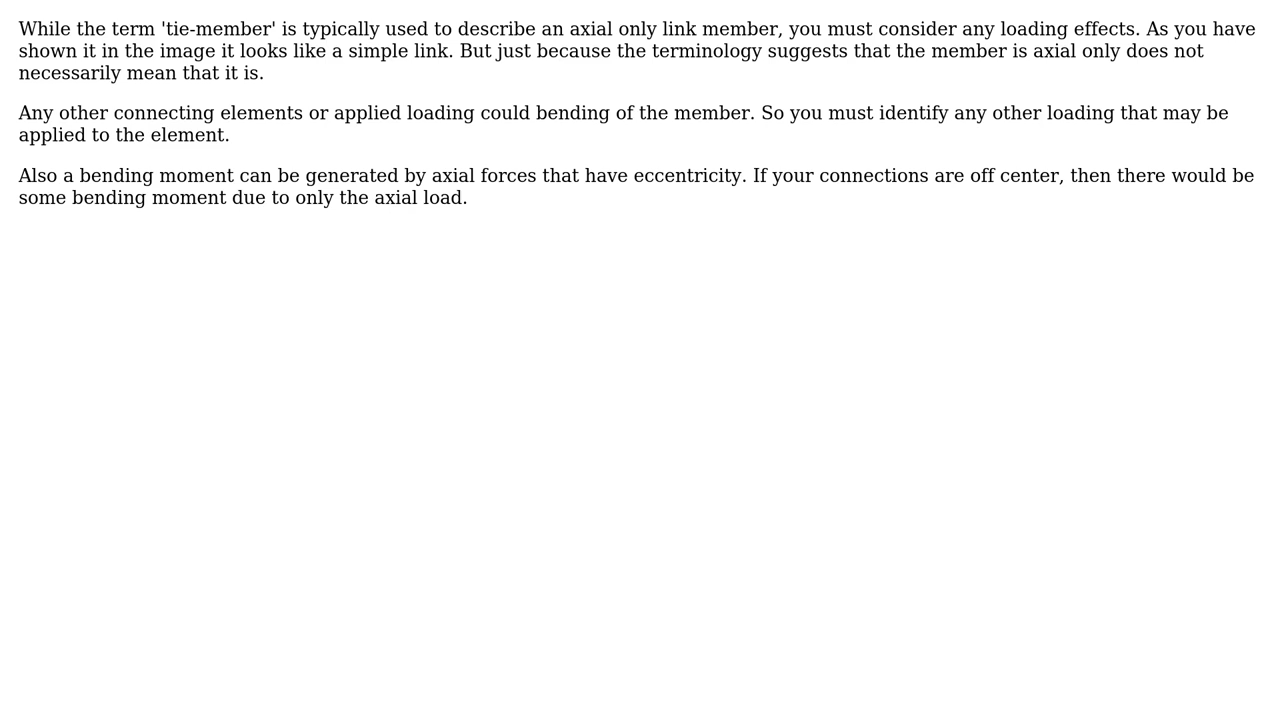 While the term 'tie-member' is typically used to describe an axial only link member, you must consider any loading effects. As you have
shown it in the image it looks like a simple link. But just because the terminology suggests that the member is axial only does not
necessarily mean that it is.
Any other connecting elements or applied loading could bending of the member. So you must identify any other loading that may be
applied to the element.
Also a bending moment can be generated by axial forces that have eccentricity. If your connections are off center, then there would be
some bending moment due to only the axial load.